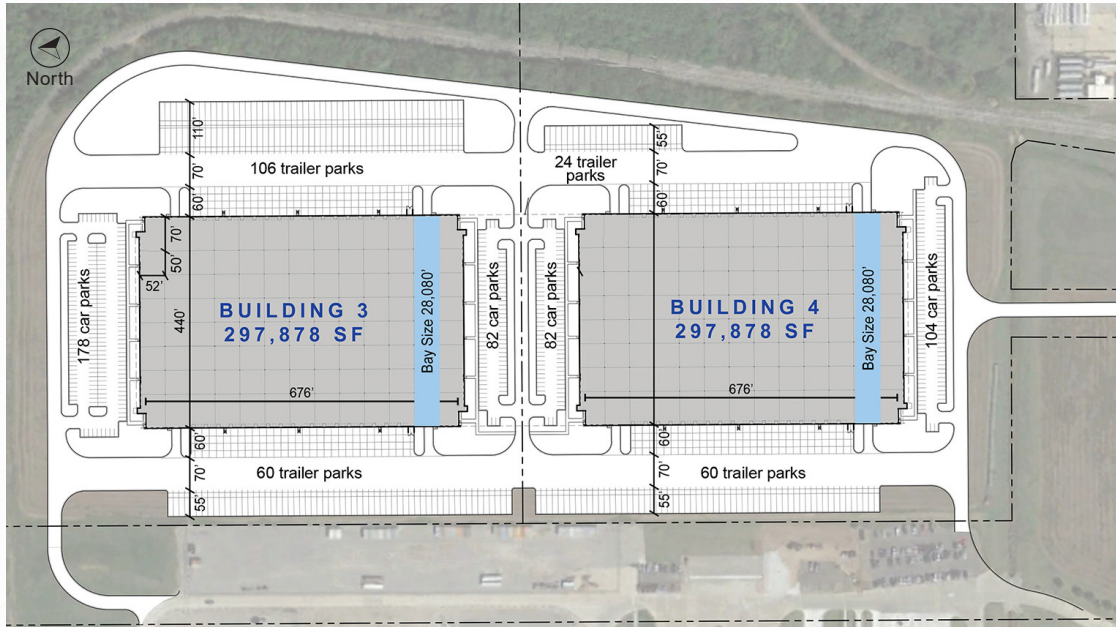 North
110'
70'
60'
106 trailer parks
55'
70'
60'
24 trailer
parks
178 car parks
70'
50'
52'
440'
BUILDING 3
297,878 SF
Bay Size 28,080'
676'
82 car parks
82 car parks
BUILDING 4
297,878 SF
Bay Size 28,080'
676'
104 car parks
60'
70'
55'
60 trailer parks
60'
70'
55'
60 trailer parks